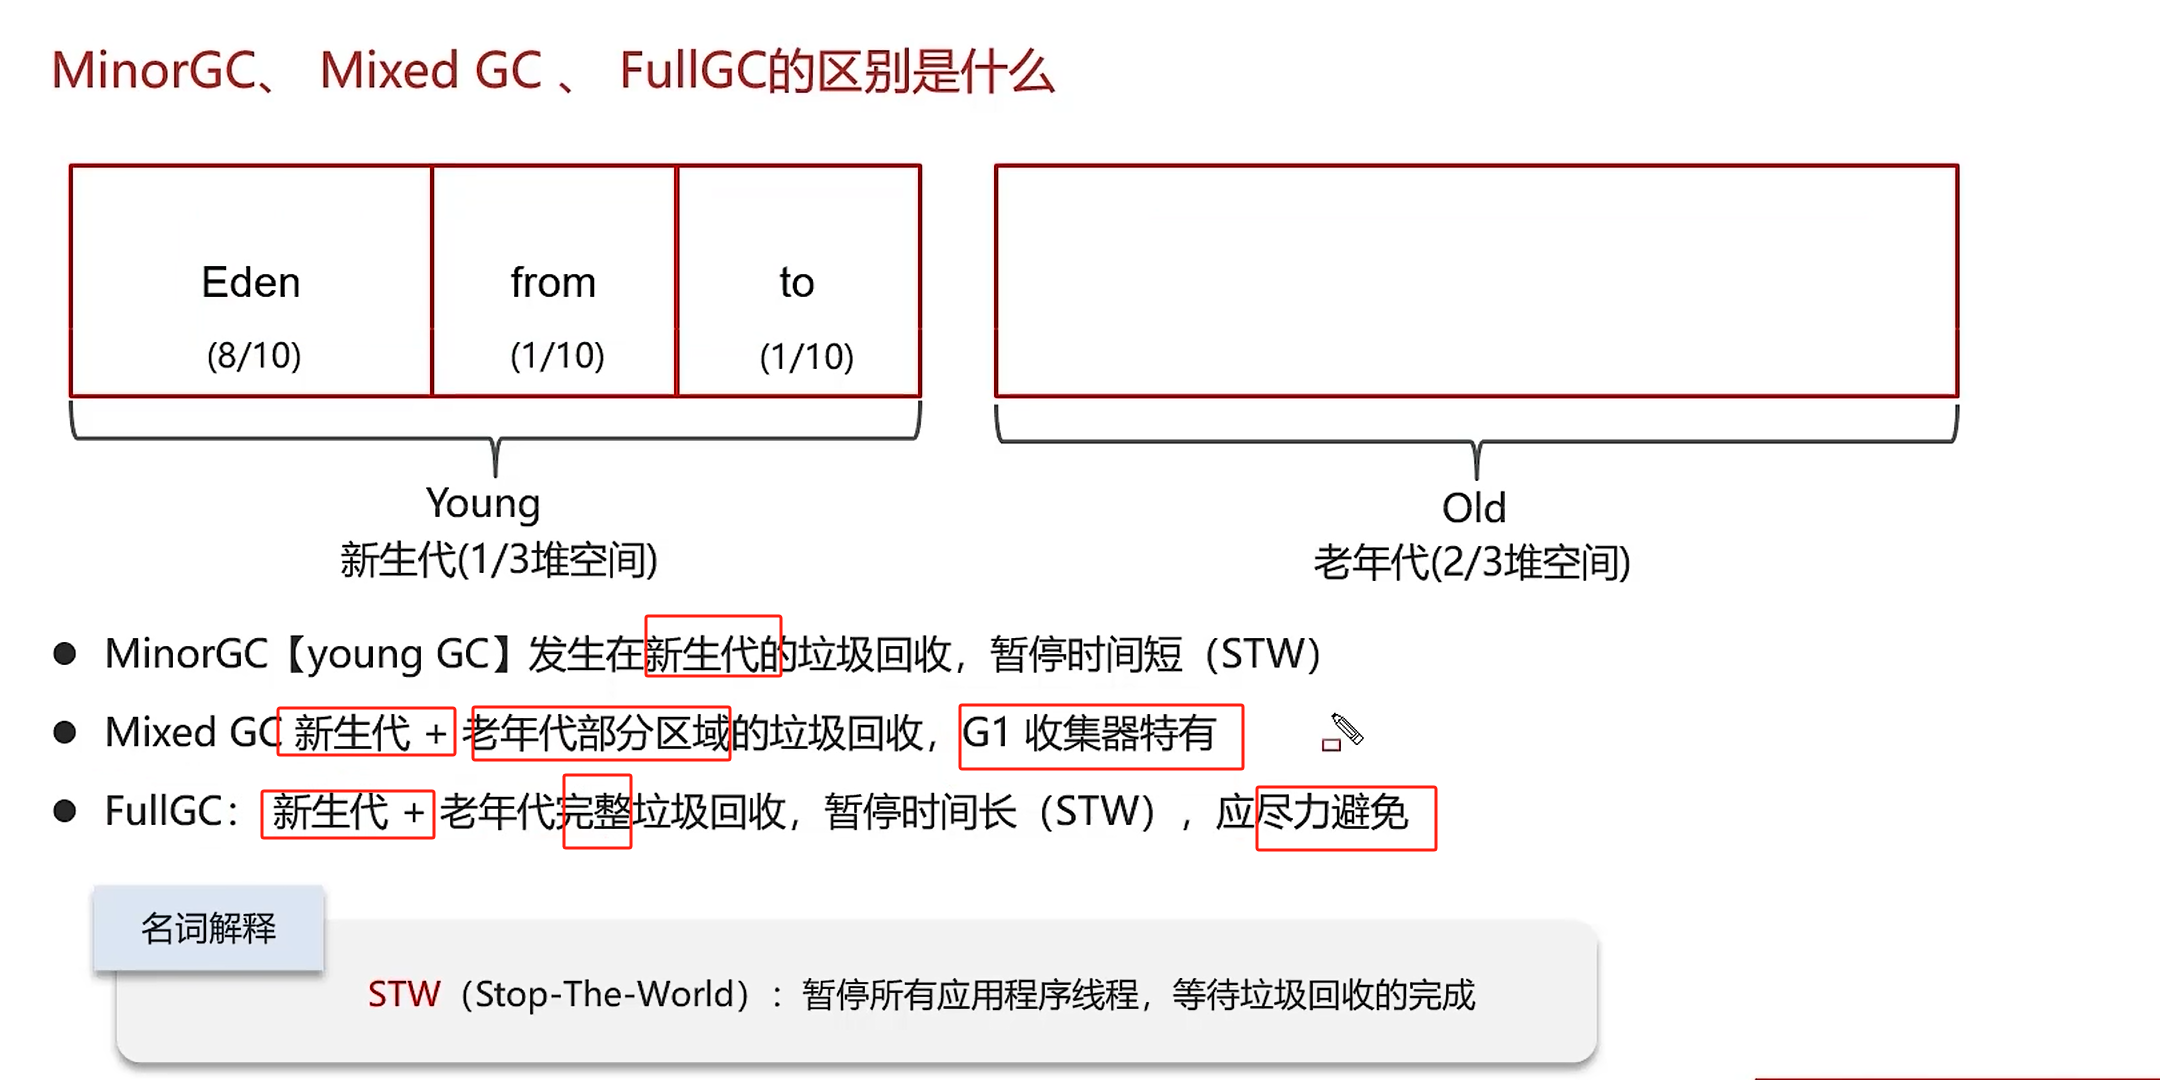 MinorGC、 Mixed GC 、 FullGC的区别是什么
Eden
from
to
(8/10)
(1/10)
(1/10)
Young
新生代(1/3堆空间)
Old
老年代(2/3堆空间)
● MinorGC【young GC】发生在新生代的垃圾回收，暂停时间短（STW）
● Mixed GC 新生代 + 老年代部分区域的垃圾回收，G1 收集器特有
● FullGC： 新生代 + 老年代完整垃圾回收，暂停时间长（STW），应尽力避免
名词解释
STW（Stop-The-World）：暂停所有应用程序线程，等待垃圾回收的完成